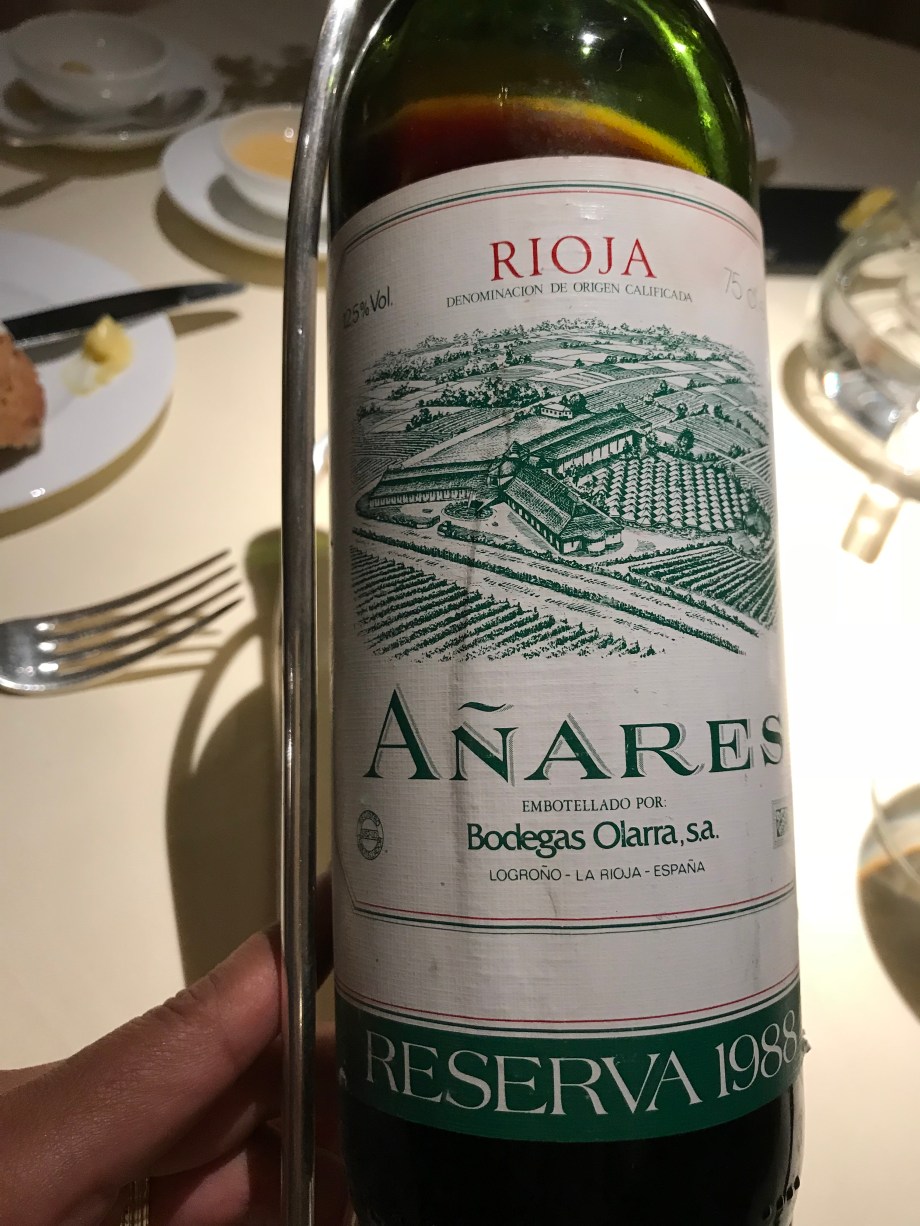 RIOJA
DENOMINACION DE ORIGEN CALIFICADA
12.5% Vol.
75 cl
AÑARES
EMBOTELLADO POR:
Bodegas Olarra, s.a.
LOGROÑO - LA RIOJA - ESPAÑA
RESERVA 1988